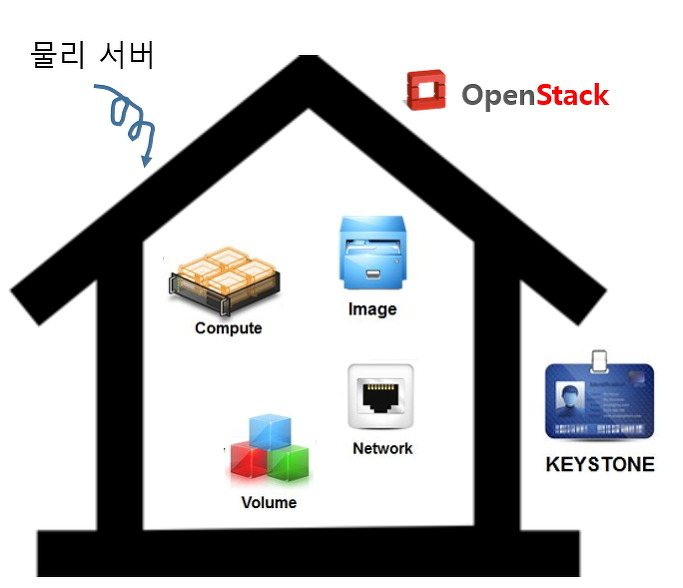 물리 서버
OpenStack
Image
Compute
Network
KEYSTONE
Volume